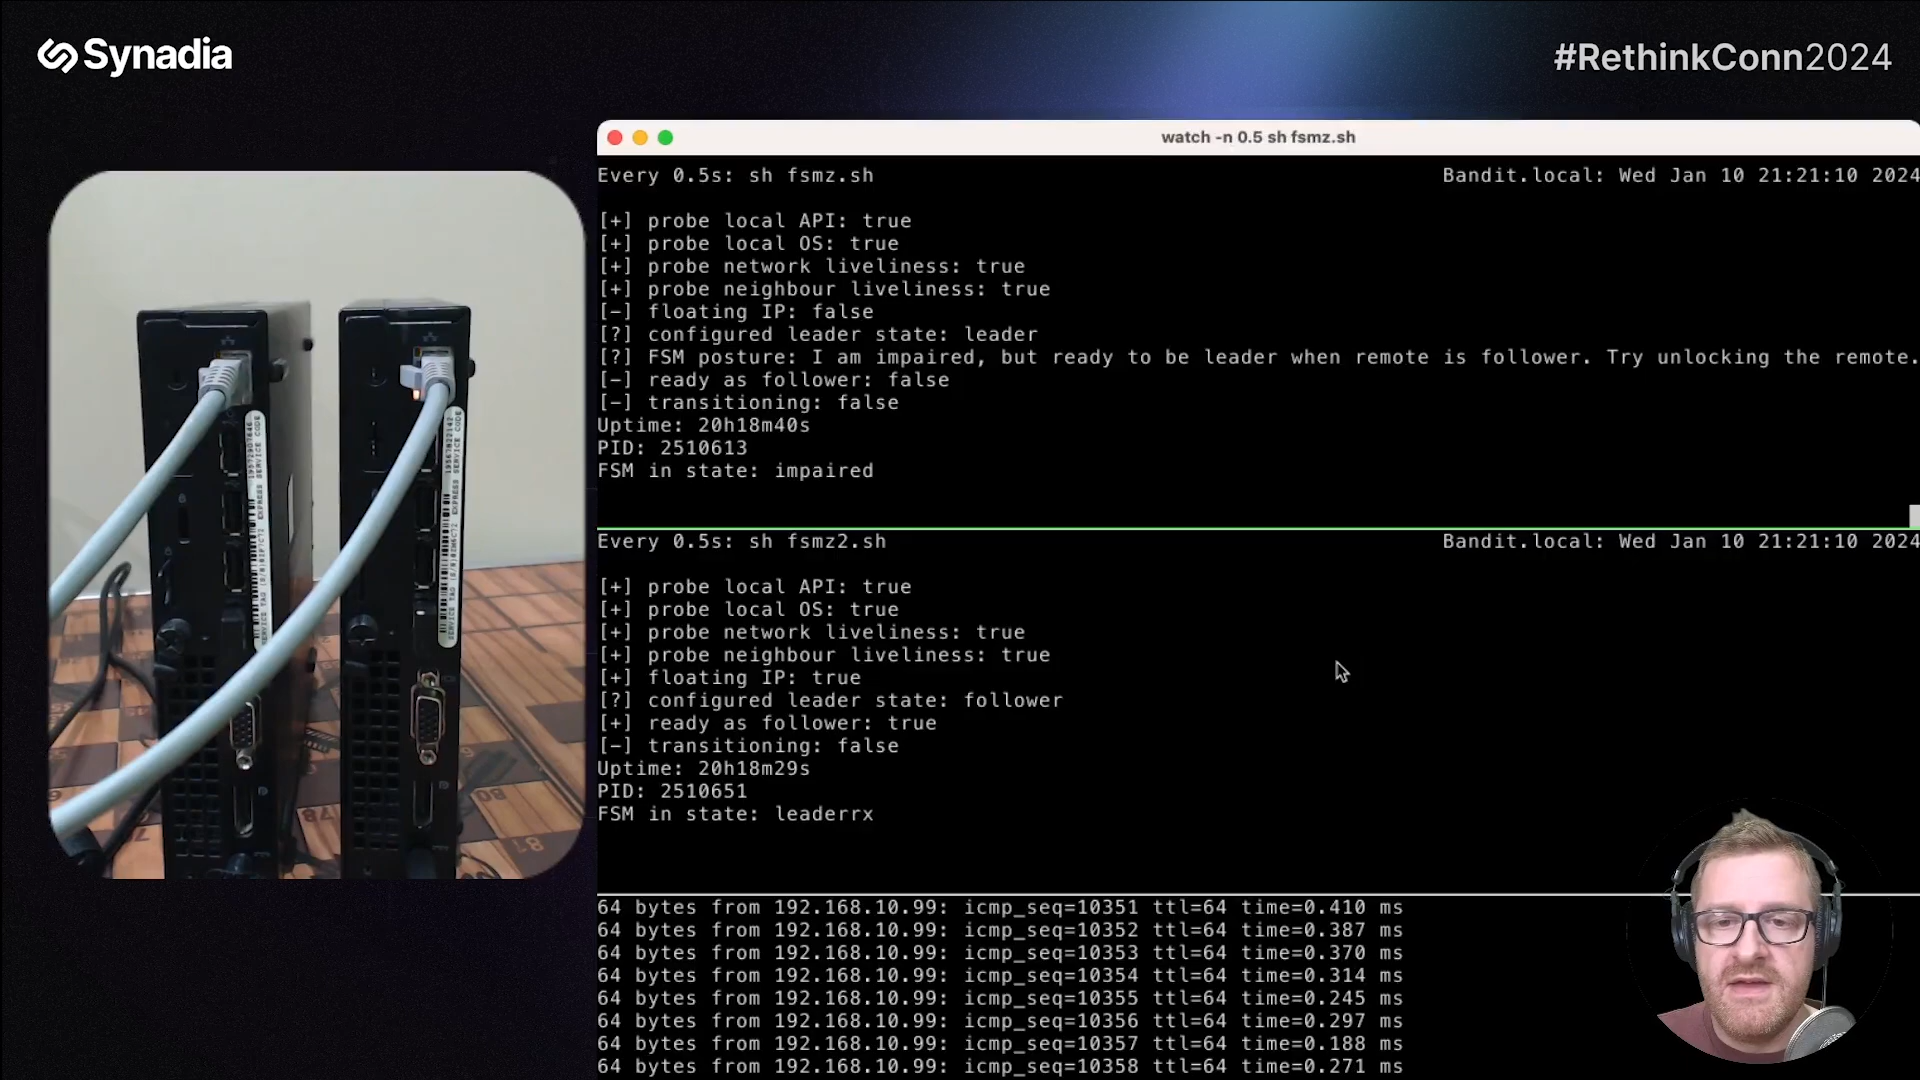 Synadia
#RethinkConn2024
watch -n 0.5 sh fsmz.sh
Every 0.5s: sh fsmz.sh
Bandit.local: Wed Jan 10 21:21:10 2024
[+] probe local API: true
[+] probe local OS: true
[+] probe network liveliness: true
[+] probe neighbour liveliness: true
[-] floating IP: false
[?] configured leader state: leader
[?] FSM posture: I am impaired, but ready to be leader when remote is follower. Try unlocking the remote.
[-] ready as follower: false
[-] transitioning: false
Uptime: 20h18m40s
PID: 2510613
FSM in state: impaired
Every 0.5s: sh fsmz2.sh
Bandit.local: Wed Jan 10 21:21:10 2024
[+] probe local API: true
[+] probe local OS: true
[+] probe network liveliness: true
[+] probe neighbour liveliness: true
[+] floating IP: true
[?] configured leader state: follower
[+] ready as follower: true
[-] transitioning: false
Uptime: 20h18m29s
PID: 2510651
FSM in state: leaderrx
64 bytes from 192.168.10.99: icmp_seq=10351 ttl=64 time=0.410 ms
64 bytes from 192.168.10.99: icmp_seq=10352 ttl=64 time=0.387 ms
64 bytes from 192.168.10.99: icmp_seq=10353 ttl=64 time=0.370 ms
64 bytes from 192.168.10.99: icmp_seq=10354 ttl=64 time=0.314 ms
64 bytes from 192.168.10.99: icmp_seq=10355 ttl=64 time=0.245 ms
64 bytes from 192.168.10.99: icmp_seq=10356 ttl=64 time=0.297 ms
64 bytes from 192.168.10.99: icmp_seq=10357 ttl=64 time=0.188 ms
64 bytes from 192.168.10.99: icmp_seq=10358 ttl=64 time=0.271 ms
EXPRESS SERVICE CODE
SERVICE TAG
EXPRESS SERVICE CODE
SERVICE TAG